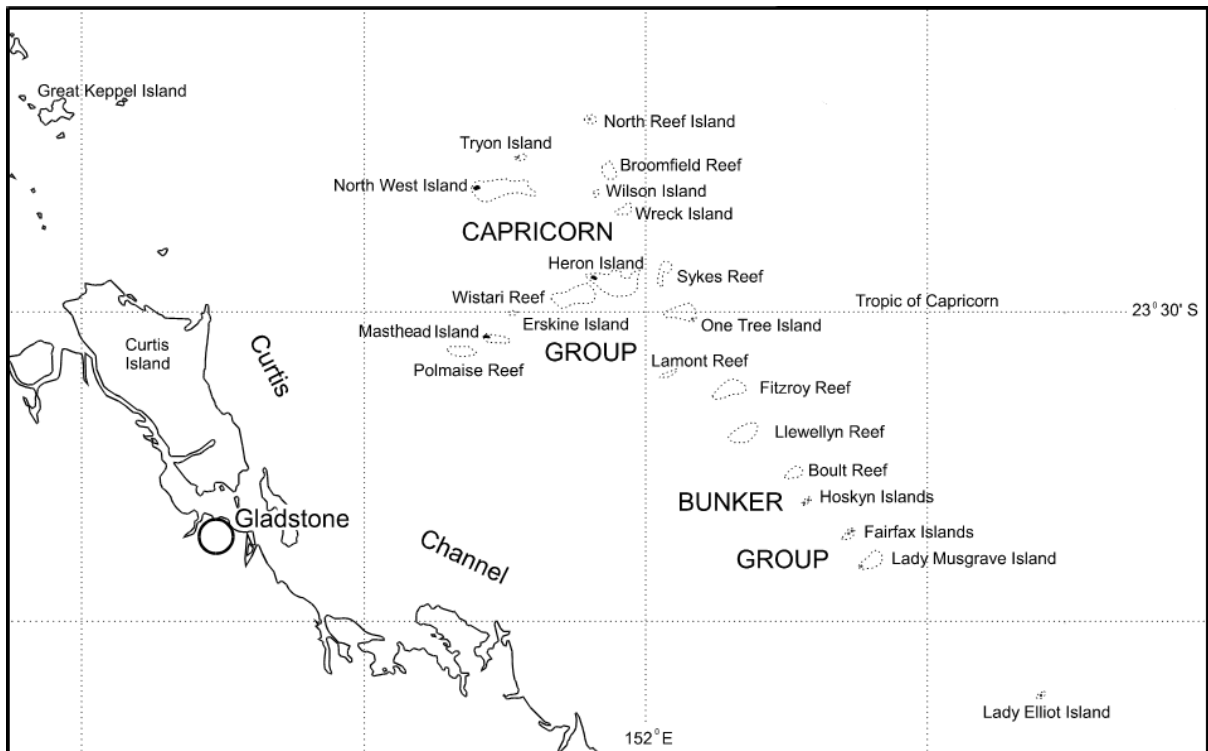 Great Keppel Island
North Reef Island
Tryon Island
Broomfield Reef
North West Island
Wilson Island
Wreck Island
CAPRICORN
Heron Island
Sykes Reef
Wistari Reef
Tropic of Capricorn
23° 30' S
Erskine Island
One Tree Island
Masthead Island
GROUP
Curtis
Island
Curtis
Lamont Reef
Polmaise Reef
Fitzroy Reef
Llewellyn Reef
Boult Reef
BUNKER
Hoskyn Islands
Gladstone
Fairfax Islands
Channel
GROUP
Lady Musgrave Island
Lady Elliot Island
152°E